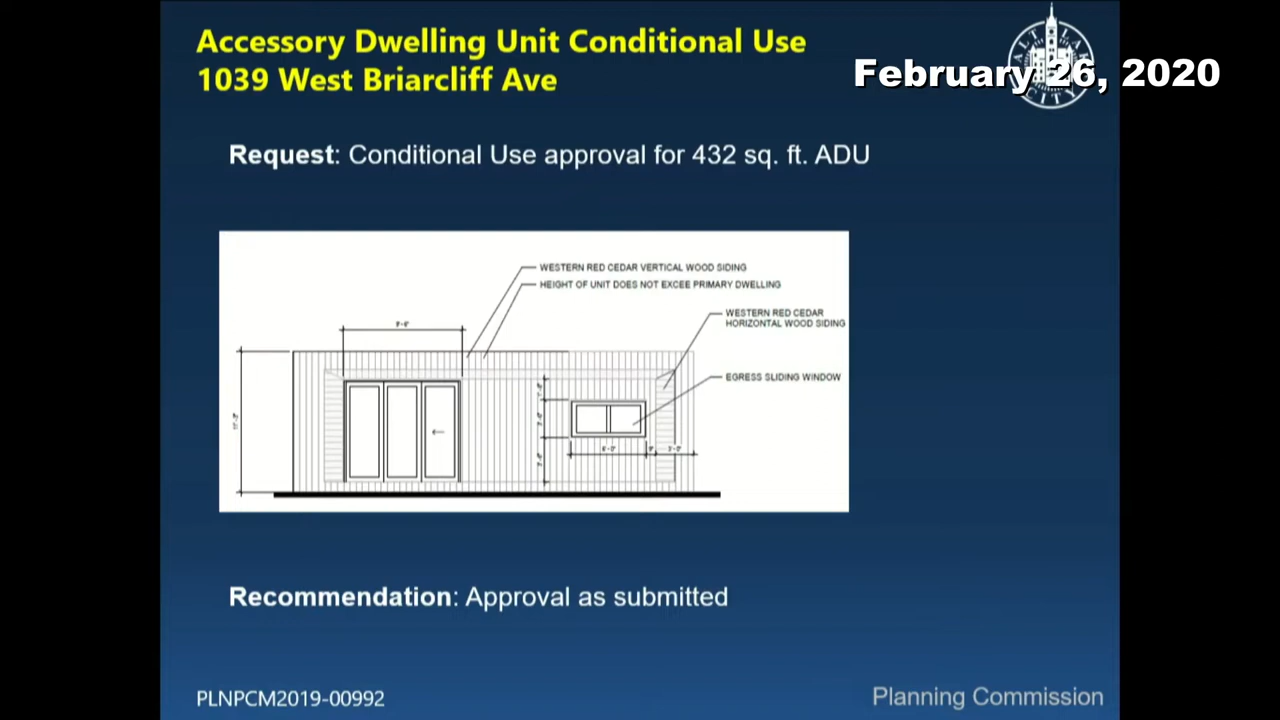 Accessory Dwelling Unit Conditional Use
1039 West Briarcliff Ave
February 26, 2020
Request: Conditional Use approval for 432 sq. ft. ADU
WESTERN RED CEDAR VERTICAL WOOD SIDING
HEIGHT OF UNIT DOES NOT EXCEE PRIMARY DWELLING
WESTERN RED CEDAR
HORIZONTAL WOOD SIDING
EGRESS SLIDING WINDOW
Recommendation: Approval as submitted
PLNPCM2019-00992
Planning Commission